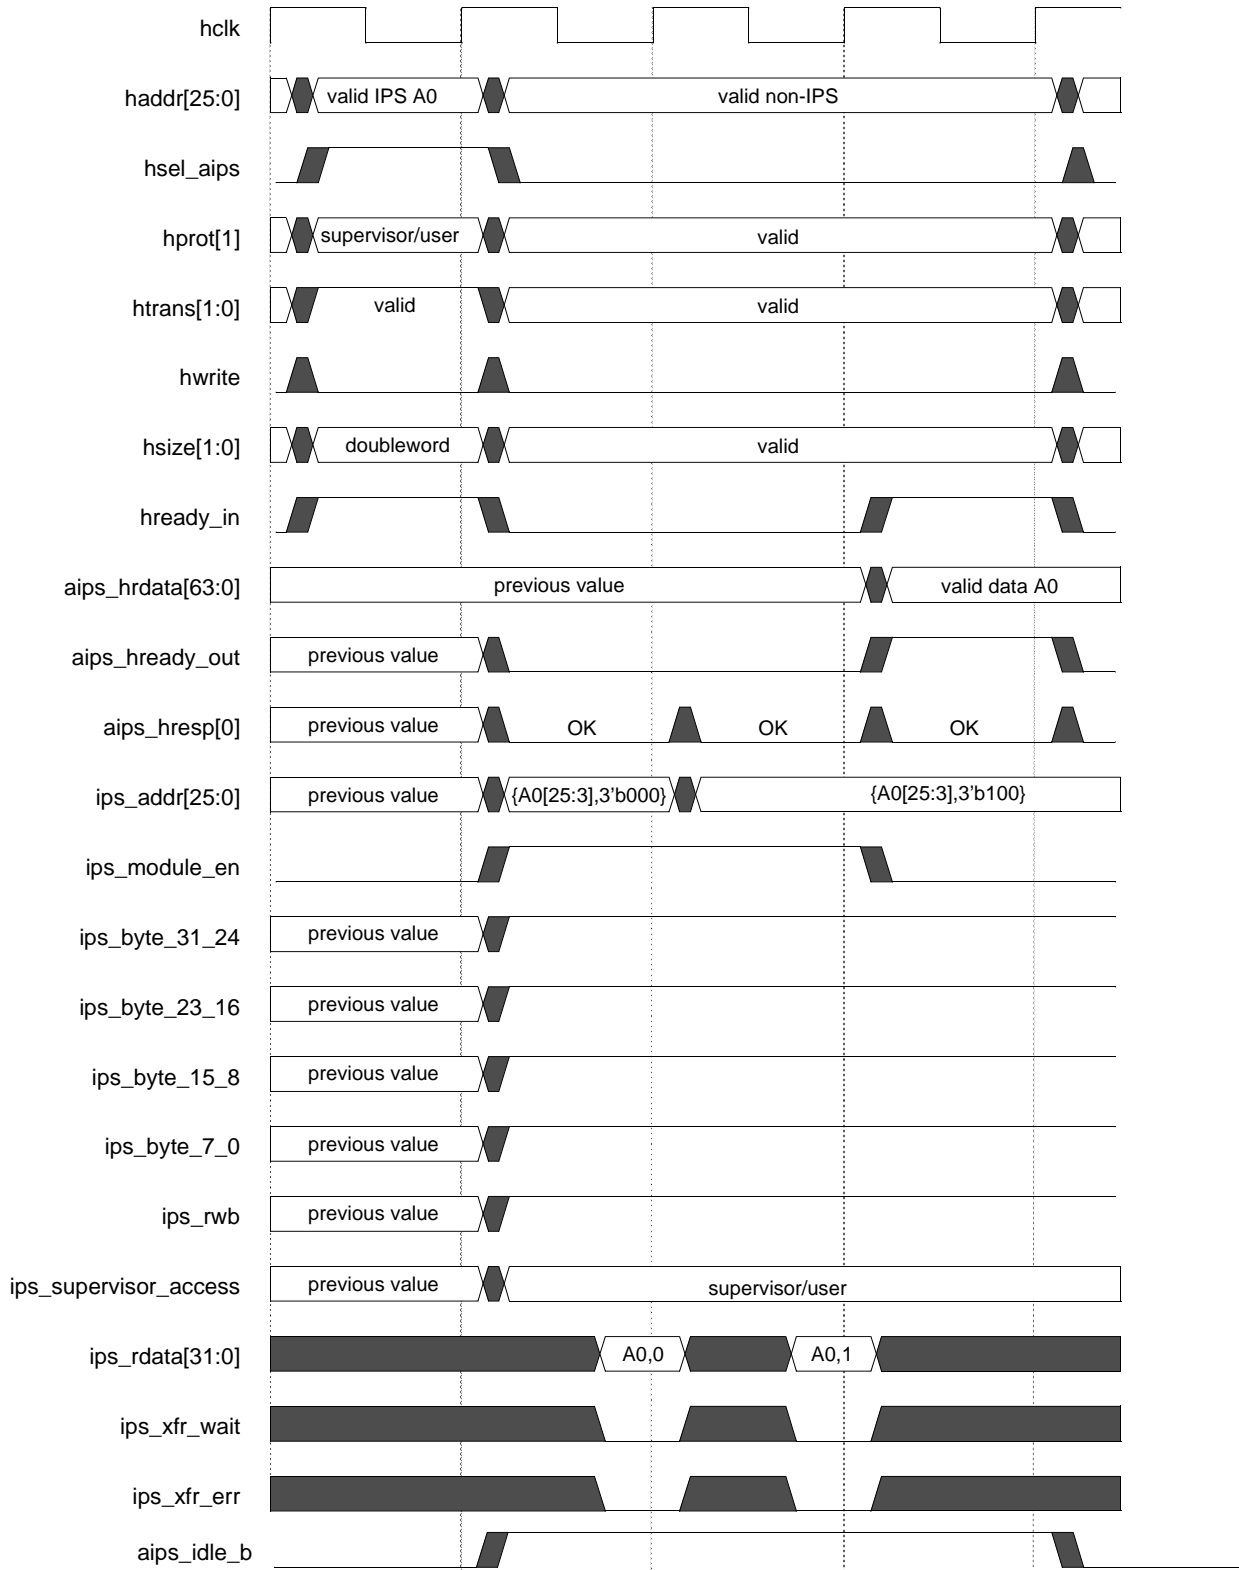 hclk
haddr[25:0] valid IPS A0 valid non-IPS
hsel_aips
hprot[1] supervisor/user valid
htrans[1:0] valid valid
hwrite
hsize[1:0] doubleword valid
hready_in
aips_hrdata[63:0] previous value valid data A0
aips_hready_out previous value
aips_hresp[0] previous value OK OK OK
ips_addr[25:0] previous value {A0[25:3],3’b000} {A0[25:3],3’b100}
ips_module_en
ips_byte_31_24 previous value
ips_byte_23_16 previous value
ips_byte_15_8 previous value
ips_byte_7_0 previous value
ips_rwb previous value
ips_supervisor_access previous value supervisor/user
ips_rdata[31:0] A0,0 A0,1
ips_xfr_wait
ips_xfr_err
aips_idle_b